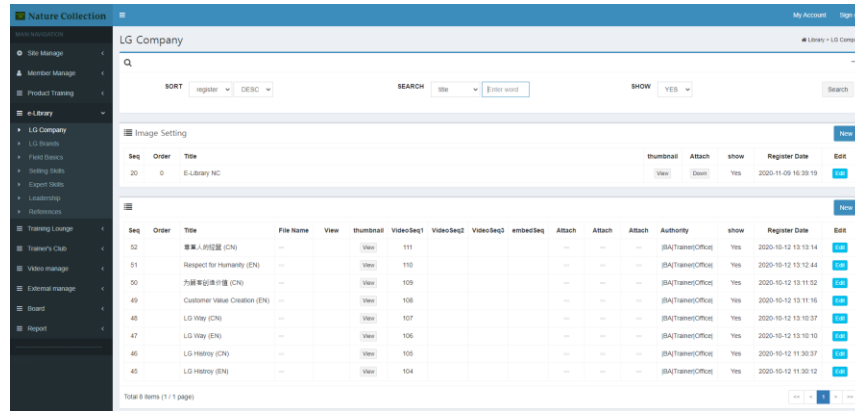 Nature Collection
My Account Sign
MAIN NAVIGATION
Site Manage
Member Manage
Product Training
e-Library
LG Company
LG Brands
Field Basics
Selling Skills
Expert Skills
Leadership
References
Training Lounge
Trainer's Club
Video manage
External manage
Board
Report
LG Company
Library > LG Comp
SORT register DESC SEARCH title Enter word SHOW YES Search
Image Setting
New
Seq Order Title thumbnail Attach show Register Date Edit
20 0 E-Library NC View Down Yes 2020-11-09 16:39:19 Edit
New
Seq Order Title File Name View thumbnail VideoSeq1 VideoSeq2 VideoSeq3 embedSeq Attach Attach Attach Authority show Register Date Edit
52 (CN) --- View 111 --- --- --- |BA|Trainer|Office| Yes 2020-10-12 13:13:14 Edit
51 Respect for Humanity (EN) --- View 110 --- --- --- |BA|Trainer|Office| Yes 2020-10-12 13:12:44 Edit
50 为顾客创造价值 (CN) --- View 109 --- --- --- |BA|Trainer|Office| Yes 2020-10-12 13:11:52 Edit
49 Customer Value Creation (EN) --- View 108 --- --- --- |BA|Trainer|Office| Yes 2020-10-12 13:11:16 Edit
48 LG Way (CN) --- View 107 --- --- --- |BA|Trainer|Office| Yes 2020-10-12 13:10:37 Edit
47 LG Way (EN) --- View 106 --- --- --- |BA|Trainer|Office| Yes 2020-10-12 13:10:10 Edit
46 LG Histroy (CN) --- View 105 --- --- --- |BA|Trainer|Office| Yes 2020-10-12 11:30:37 Edit
45 LG Histroy (EN) --- View 104 --- --- --- |BA|Trainer|Office| Yes 2020-10-12 11:30:12 Edit
Total 8 items (1 / 1 page)
<< < 1 > >>